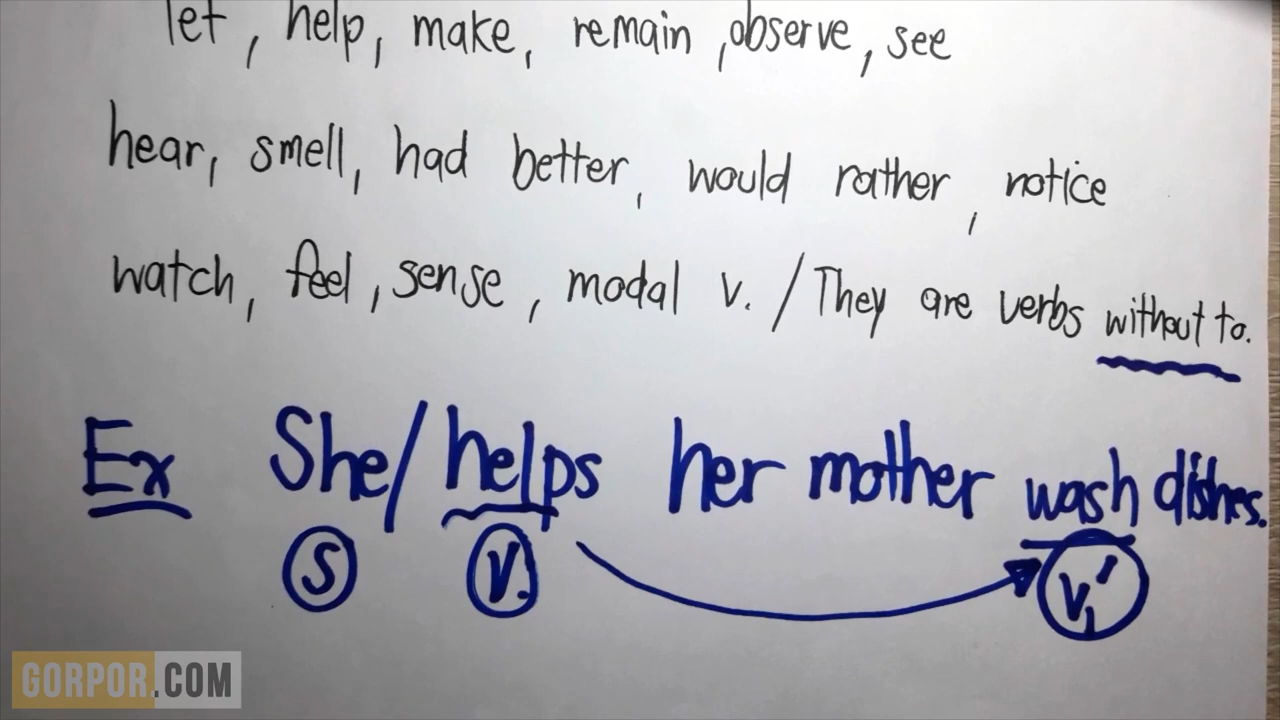 let, help, make, remain, observe, see
hear, smell, had better, would rather, notice
watch, feel, sense, modal v. / They are verbs without to.
Ex She/ helps her mother wash dishes.
S V. V1
GORPOR.COM